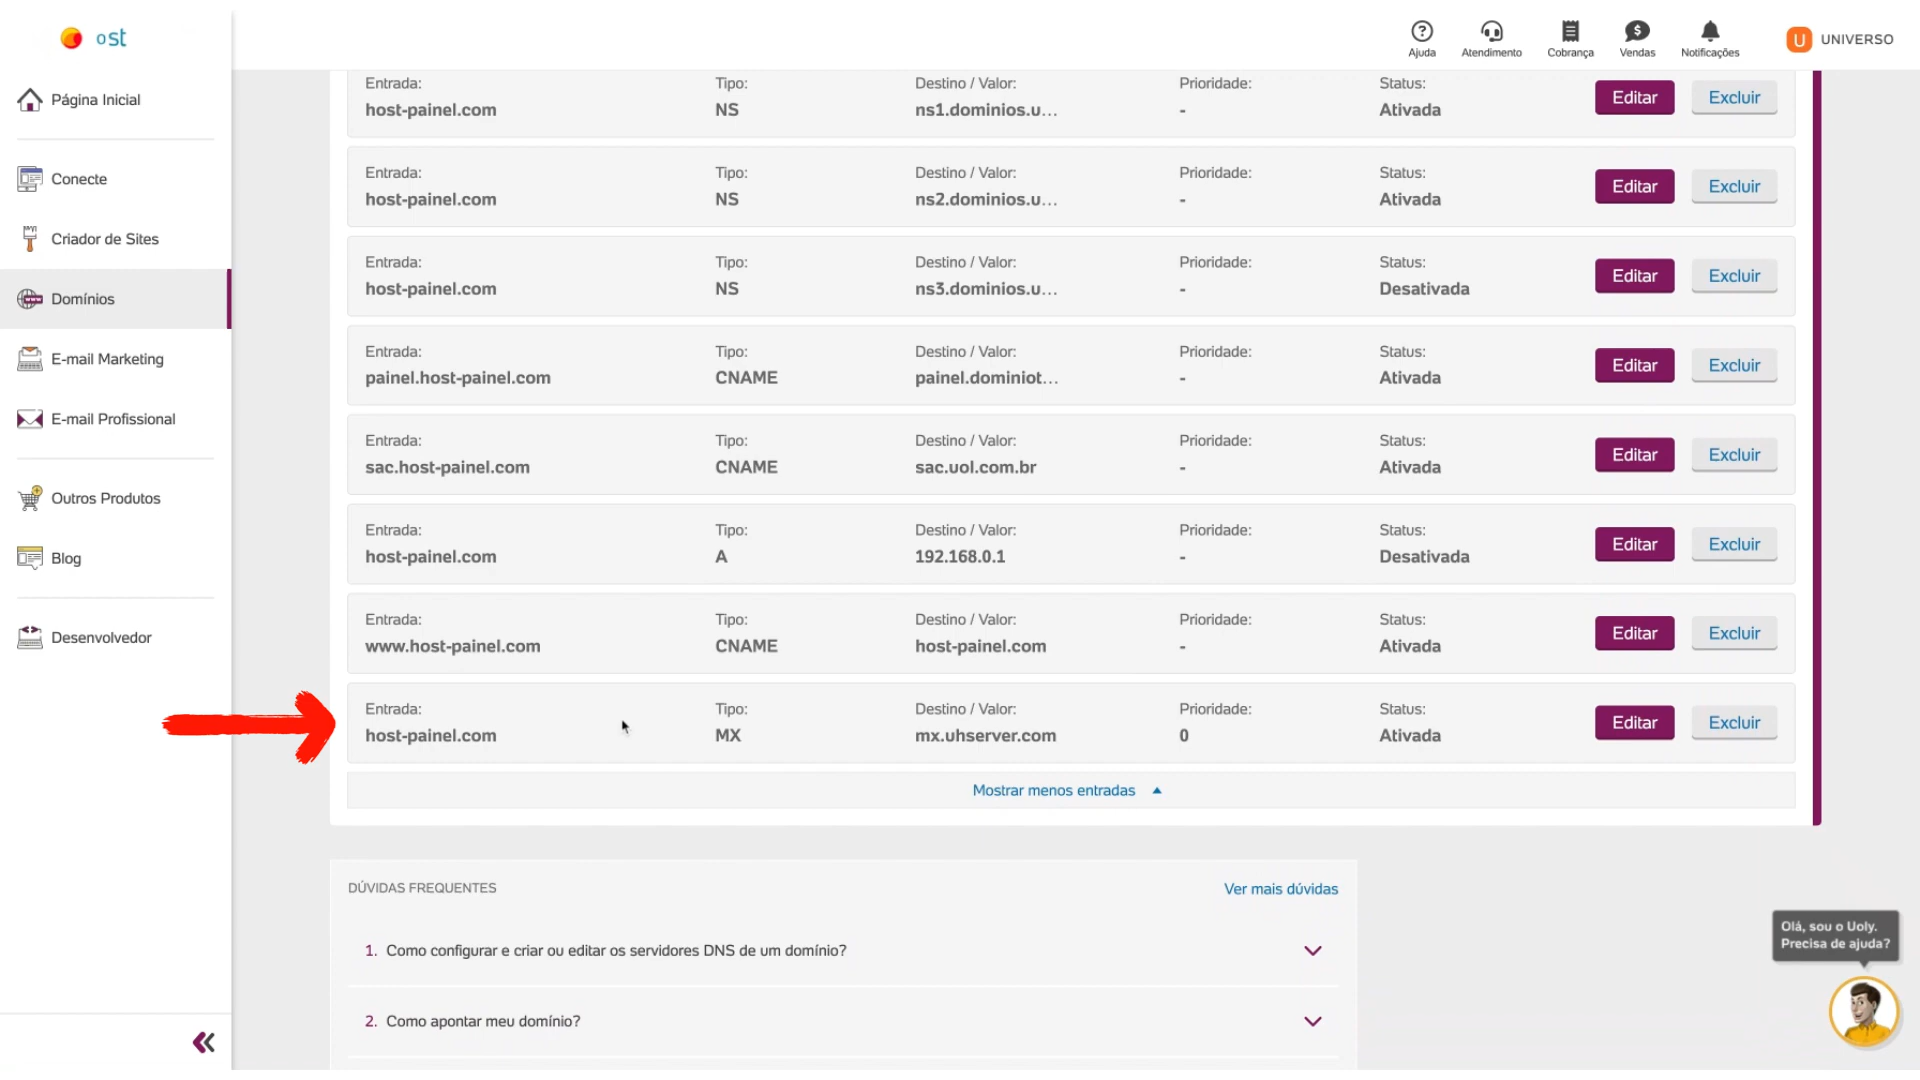 ost
Ajuda
Atendimento
Cobrança
Vendas
Notificações
U UNIVERSO
Página Inicial
Conecte
Criador de Sites
Domínios
E-mail Marketing
E-mail Profissional
Outros Produtos
Blog
Desenvolvedor
Entrada: Tipo: Destino / Valor: Prioridade: Status:
host-painel.com NS ns1.dominios.u... - Ativada Editar Excluir
Entrada: Tipo: Destino / Valor: Prioridade: Status:
host-painel.com NS ns2.dominios.u... - Ativada Editar Excluir
Entrada: Tipo: Destino / Valor: Prioridade: Status:
host-painel.com NS ns3.dominios.u... - Desativada Editar Excluir
Entrada: Tipo: Destino / Valor: Prioridade: Status:
painel.host-painel.com CNAME painel.dominiot... - Ativada Editar Excluir
Entrada: Tipo: Destino / Valor: Prioridade: Status:
sac.host-painel.com CNAME sac.uol.com.br - Ativada Editar Excluir
Entrada: Tipo: Destino / Valor: Prioridade: Status:
host-painel.com A 192.168.0.1 - Desativada Editar Excluir
Entrada: Tipo: Destino / Valor: Prioridade: Status:
www.host-painel.com CNAME host-painel.com - Ativada Editar Excluir
Entrada: Tipo: Destino / Valor: Prioridade: Status:
host-painel.com MX mx.uhserver.com 0 Ativada Editar Excluir
Mostrar menos entradas
DÚVIDAS FREQUENTES Ver mais dúvidas
1. Como configurar e criar ou editar os servidores DNS de um domínio?
2. Como apontar meu domínio?
Olá, sou o Uoly.
Precisa de ajuda?